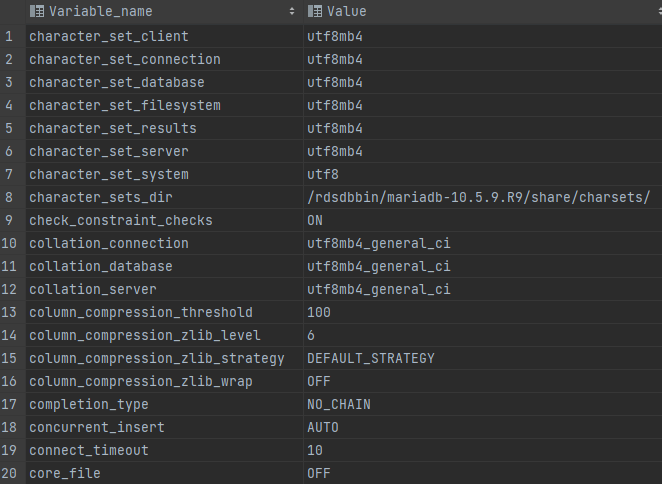 Variable_name Value
1 character_set_client utf8mb4
2 character_set_connection utf8mb4
3 character_set_database utf8mb4
4 character_set_filesystem utf8mb4
5 character_set_results utf8mb4
6 character_set_server utf8mb4
7 character_set_system utf8
8 character_sets_dir /rdsdbbin/mariadb-10.5.9.R9/share/charsets/
9 check_constraint_checks ON
10 collation_connection utf8mb4_general_ci
11 collation_database utf8mb4_general_ci
12 collation_server utf8mb4_general_ci
13 column_compression_threshold 100
14 column_compression_zlib_level 6
15 column_compression_zlib_strategy DEFAULT_STRATEGY
16 column_compression_zlib_wrap OFF
17 completion_type NO_CHAIN
18 concurrent_insert AUTO
19 connect_timeout 10
20 core_file OFF